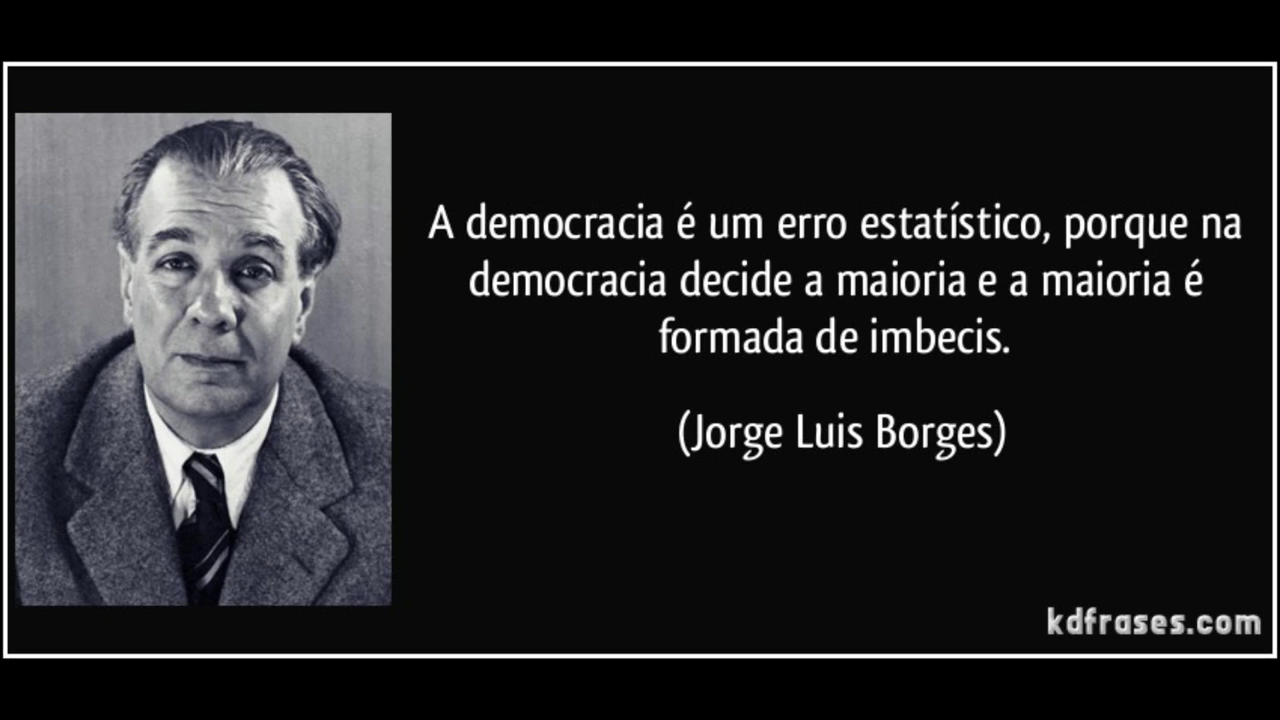 A democracia é um erro estatístico, porque na
democracia decide a maioria e a maioria é
formada de imbecis.
(Jorge Luis Borges)
kdfrases.com